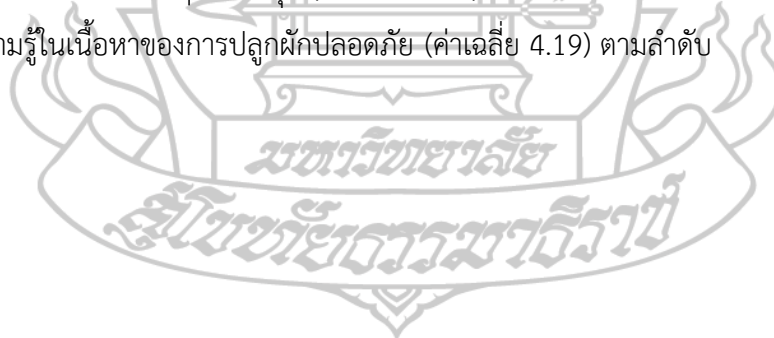 ามรู้ในเนื้อหาของการปลูกผักปลอดภัย (ค่าเฉลี่ย 4.19) ตามลำดับ
มหาวิทยาลัย
สุโขทัยธรรมาธิราช